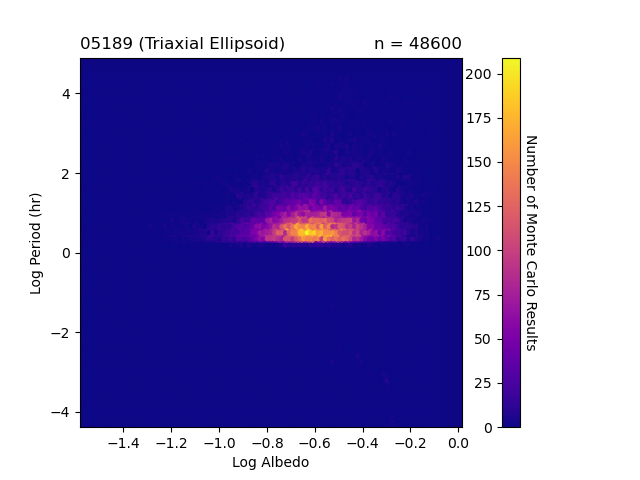 05189 (Triaxial Ellipsoid) n = 48600
4
2
0
−2
−4
Log Period (hr)
−1.4 −1.2 −1.0 −0.8 −0.6 −0.4 −0.2 0.0
Log Albedo
200
175
150
125
100
75
50
25
0
Number of Monte Carlo Results